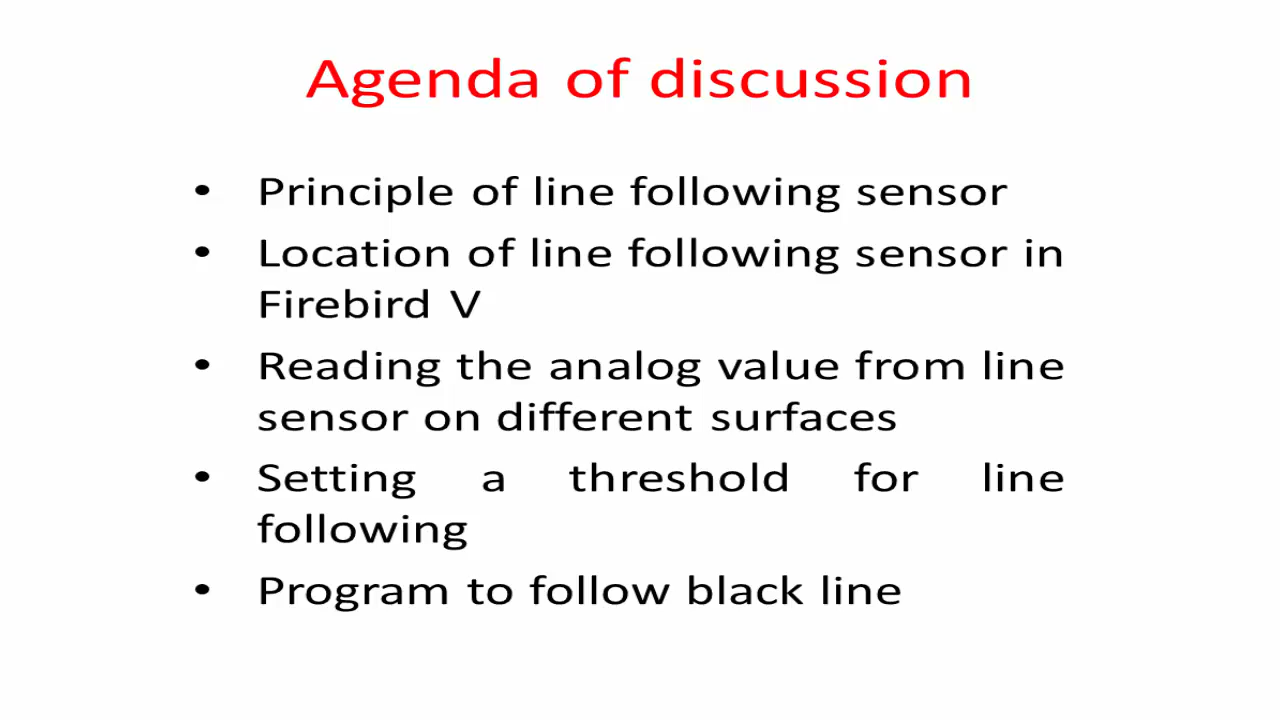 Agenda of discussion
• Principle of line following sensor
• Location of line following sensor in
Firebird V
• Reading the analog value from line
sensor on different surfaces
• Setting a threshold for line
following
• Program to follow black line